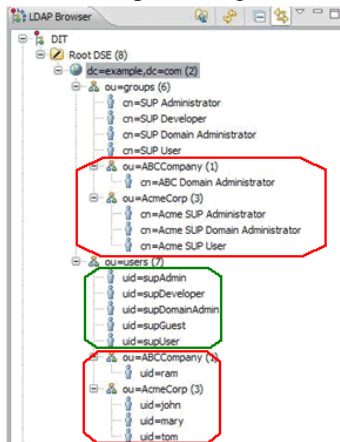 LDAP Browser
DIT
Root DSE (8)
dc=example,dc=com (2)
ou=groups (6)
cn=SUP Administrator
cn=SUP Developer
cn=SUP Domain Administrator
cn=SUP User
ou=ABCCompany (1)
cn=ABC Domain Administrator
ou=AcmeCorp (3)
cn=Acme SUP Administrator
cn=Acme SUP Domain Administrator
cn=Acme SUP User
ou=users (7)
uid=supAdmin
uid=supDeveloper
uid=supDomainAdmin
uid=supGuest
uid=supUser
ou=ABCCompany (1)
uid=ram
ou=AcmeCorp (3)
uid=john
uid=mary
uid=tom